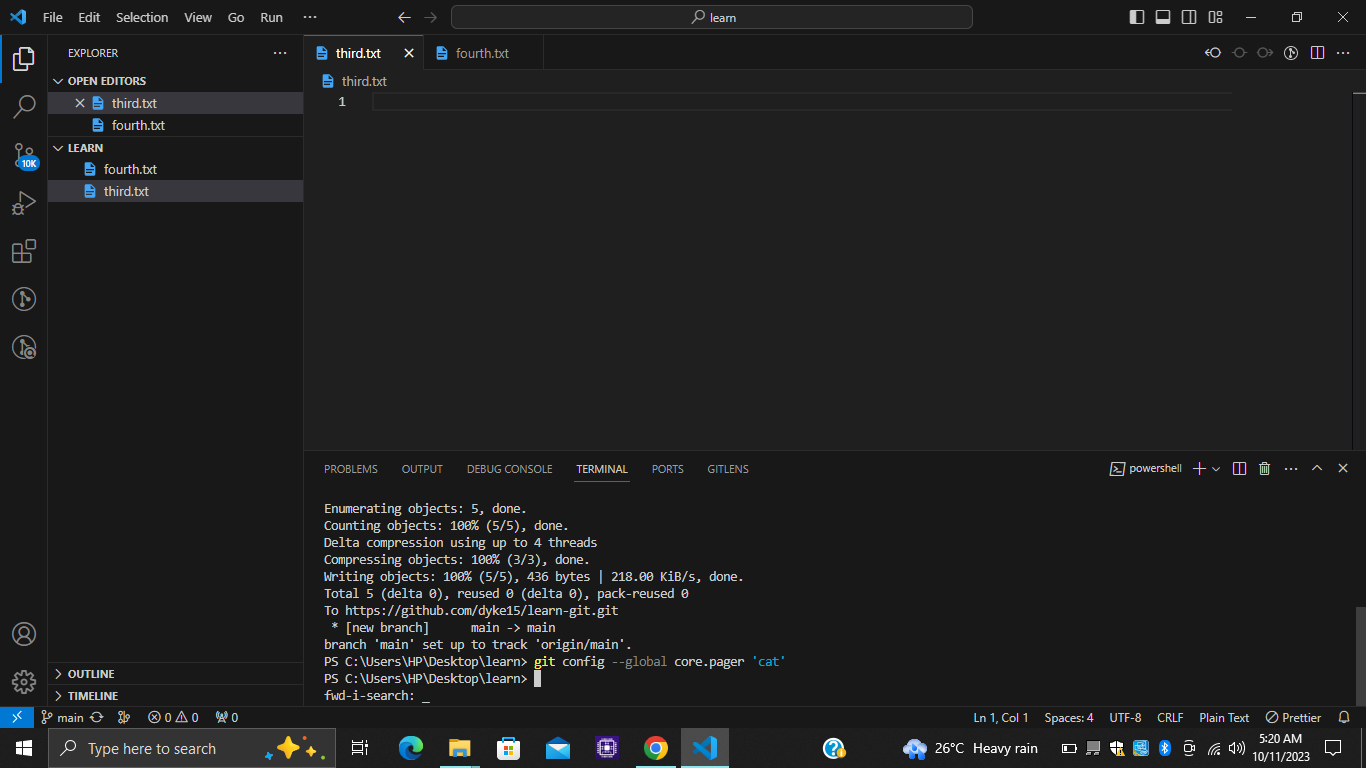 File Edit Selection View Go Run ···
learn
EXPLORER ···
OPEN EDITORS
third.txt
fourth.txt
LEARN
fourth.txt
third.txt
10K
OUTLINE
TIMELINE
third.txt fourth.txt
third.txt
1
PROBLEMS OUTPUT DEBUG CONSOLE TERMINAL PORTS GITLENS
powershell
Enumerating objects: 5, done.
Counting objects: 100% (5/5), done.
Delta compression using up to 4 threads
Compressing objects: 100% (3/3), done.
Writing objects: 100% (5/5), 436 bytes | 218.00 KiB/s, done.
Total 5 (delta 0), reused 0 (delta 0), pack-reused 0
To https://github.com/dyke15/learn-git.git
 * [new branch]      main -> main
branch 'main' set up to track 'origin/main'.
PS C:\Users\HP\Desktop\learn> git config --global core.pager 'cat'
PS C:\Users\HP\Desktop\learn>
fwd-i-search: _
main 0 0 0 Ln 1, Col 1 Spaces: 4 UTF-8 CRLF Plain Text Prettier
Type here to search
26°C Heavy rain
5:20 AM
10/11/2023